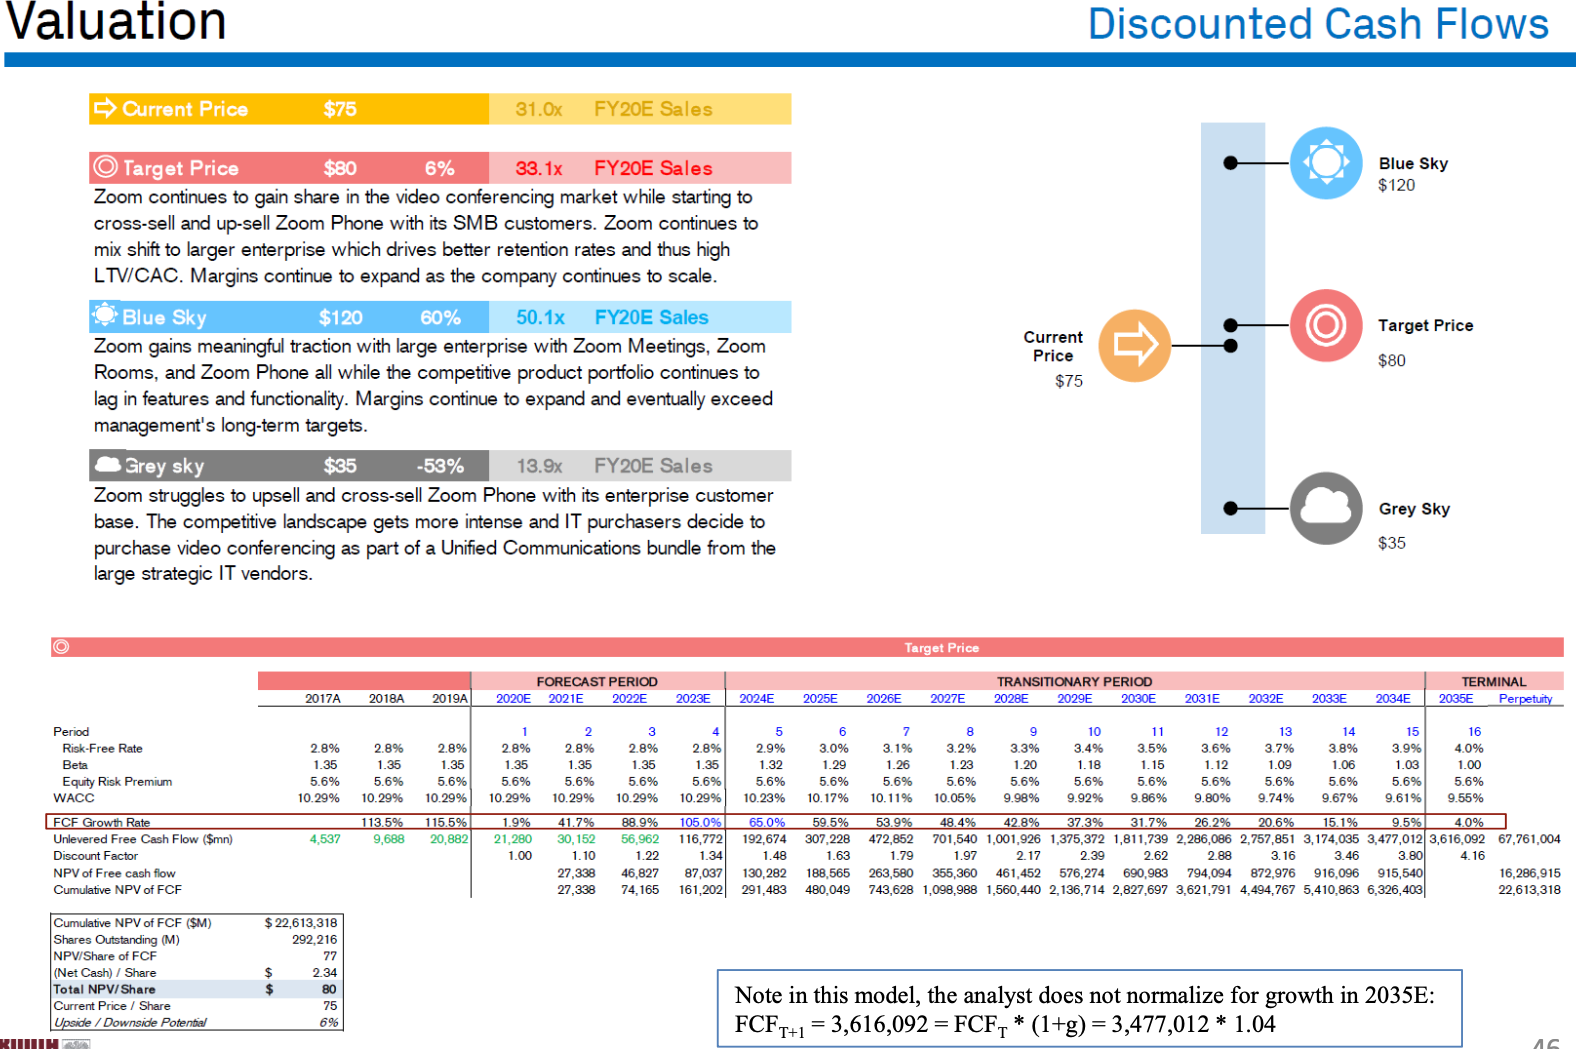 Valuation
Discounted Cash Flows
Current Price $75 31.0x FY20E Sales
Target Price $80 6% 33.1x FY20E Sales
Zoom continues to gain share in the video conferencing market while starting to
cross-sell and up-sell Zoom Phone with its SMB customers. Zoom continues to
mix shift to larger enterprise which drives better retention rates and thus high
LTV/CAC. Margins continue to expand as the company continues to scale.
Blue Sky $120 60% 50.1x FY20E Sales
Zoom gains meaningful traction with large enterprise with Zoom Meetings, Zoom
Rooms, and Zoom Phone all while the competitive product portfolio continues to
lag in features and functionality. Margins continue to expand and eventually exceed
management's long-term targets.
Grey sky $35 -53% 13.9x FY20E Sales
Zoom struggles to upsell and cross-sell Zoom Phone with its enterprise customer
base. The competitive landscape gets more intense and IT purchasers decide to
purchase video conferencing as part of a Unified Communications bundle from the
large strategic IT vendors.
Blue Sky
$120
Target Price
$80
Current
Price
$75
Grey Sky
$35
Target Price
FORECAST PERIOD TRANSITIONARY PERIOD TERMINAL
2017A 2018A 2019A 2020E 2021E 2022E 2023E 2024E 2025E 2026E 2027E 2028E 2029E 2030E 2031E 2032E 2033E 2034E 2035E Perpetuity
Period 1 2 3 4 5 6 7 8 9 10 11 12 13 14 15 16
Risk-Free Rate 2.8% 2.8% 2.8% 2.8% 2.8% 2.8% 2.8% 2.9% 3.0% 3.1% 3.2% 3.3% 3.4% 3.5% 3.6% 3.7% 3.8% 3.9% 4.0%
Beta 1.35 1.35 1.35 1.35 1.35 1.35 1.35 1.32 1.29 1.26 1.23 1.20 1.18 1.15 1.12 1.09 1.06 1.03 1.00
Equity Risk Premium 5.6% 5.6% 5.6% 5.6% 5.6% 5.6% 5.6% 5.6% 5.6% 5.6% 5.6% 5.6% 5.6% 5.6% 5.6% 5.6% 5.6% 5.6% 5.6%
WACC 10.29% 10.29% 10.29% 10.29% 10.29% 10.29% 10.29% 10.23% 10.17% 10.11% 10.05% 9.98% 9.92% 9.86% 9.80% 9.74% 9.67% 9.61% 9.55%
FCF Growth Rate 113.5% 115.5% 1.9% 41.7% 88.9% 105.0% 65.0% 59.5% 53.9% 48.4% 42.8% 37.3% 31.7% 26.2% 20.6% 15.1% 9.5% 4.0%
Unlevered Free Cash Flow ($mn) 4,537 9,688 20,882 21,280 30,152 56,962 116,772 192,674 307,228 472,852 701,540 1,001,926 1,375,372 1,811,739 2,286,086 2,757,851 3,174,035 3,477,012 3,616,092 67,761,004
Discount Factor 1.00 1.10 1.22 1.34 1.48 1.63 1.79 1.97 2.17 2.39 2.62 2.88 3.16 3.46 3.80 4.16
NPV of Free cash flow 27,338 46,827 87,037 130,282 188,565 263,580 355,360 461,452 576,274 690,983 794,094 872,976 916,096 915,540 16,286,915
Cumulative NPV of FCF 27,338 74,165 161,202 291,483 480,049 743,628 1,098,988 1,560,440 2,136,714 2,827,697 3,621,791 4,494,767 5,410,863 6,326,403 22,613,318
Cumulative NPV of FCF ($M) $ 22,613,318
Shares Outstanding (M) 292,216
NPV/Share of FCF 77
(Net Cash) / Share $ 2.34
Total NPV/Share $ 80
Current Price / Share 75
Upside / Downside Potential 6%
Note in this model, the analyst does not normalize for growth in 2035E:
FCF_T+1 = 3,616,092 = FCF_T * (1+g) = 3,477,012 * 1.04